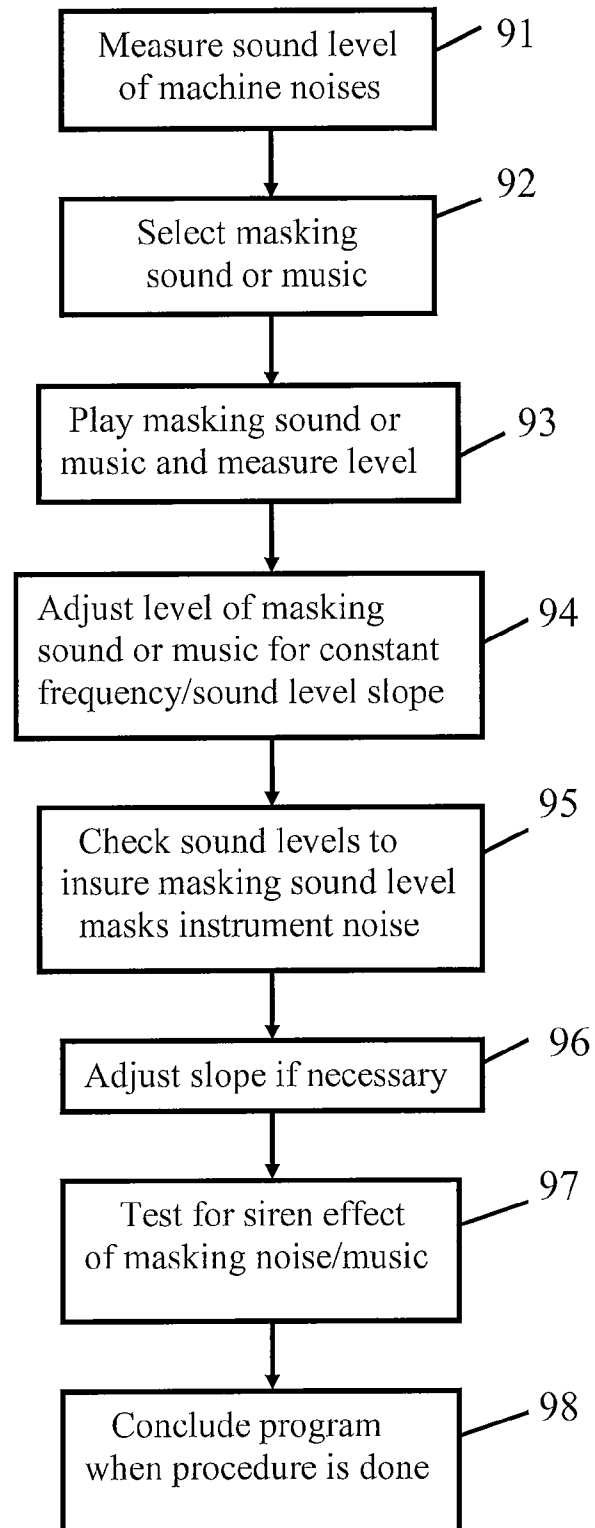 Measure sound level
of machine noises
91
Select masking
sound or music
92
Play masking sound or
music and measure level
93
Adjust level of masking
sound or music for constant
frequency/sound level slope
94
Check sound levels to
insure masking sound level
masks instrument noise
95
Adjust slope if necessary
96
Test for siren effect
of masking noise/music
97
Conclude program
when procedure is done
98